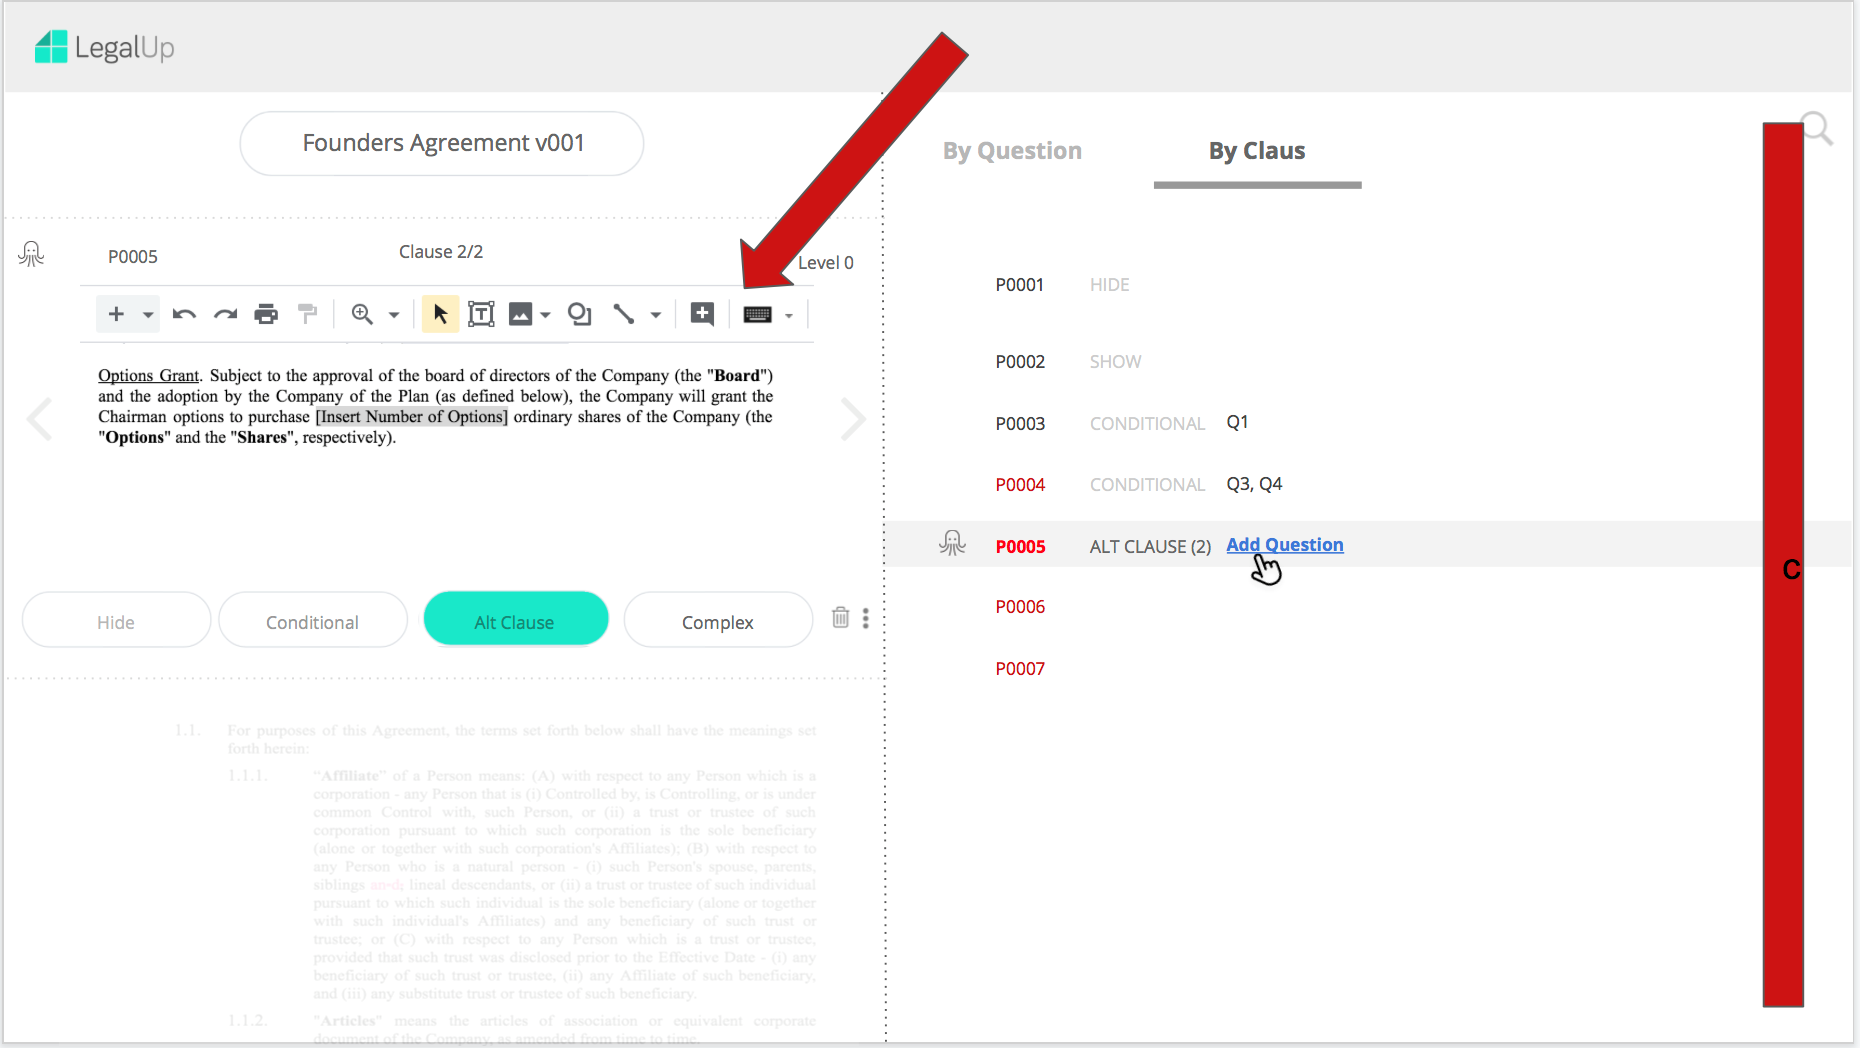 LegalUp
Founders Agreement v001
P0005
Clause 2/2
Level 0
Options Grant. Subject to the approval of the board of directors of the Company (the "Board")
and the adoption by the Company of the Plan (as defined below), the Company will grant the
Chairman options to purchase [Insert Number of Options] ordinary shares of the Company (the
"Options" and the "Shares", respectively).
Hide
Conditional
Alt Clause
Complex
1.1. For purposes of this Agreement, the terms set forth below shall have the meanings set
forth herein:
1.1.1. "Affiliate" of a Person means: (A) with respect to any Person which is a
corporation - any Person that is (i) Controlled by, is Controlling, or is under
common Control with, such Person, or (ii) a trust or trustee of such
corporation pursuant to which such corporation is the sole beneficiary
(alone or together with such corporation's Affiliates); (B) with respect to
any Person who is a natural person - (i) such Person's spouse, parents,
siblings and, lineal descendants, or (ii) a trust or trustee of such individual
pursuant to which such individual is the sole beneficiary (alone or together
with such individual's Affiliates) and any beneficiary of such trust or
trustee; or (C) with respect to any Person which is a trust or trustee,
provided that such trust was disclosed prior to the Effective Date - (i) any
beneficiary of such trust or trustee, (ii) any Affiliate of such beneficiary,
and (iii) any substitute trust or trustee of such beneficiary.
1.1.2. "Articles" means the articles of association or equivalent corporate
document of the Company, as amended from time to time.
By Question
By Claus
P0001 HIDE
P0002 SHOW
P0003 CONDITIONAL Q1
P0004 CONDITIONAL Q3, Q4
P0005 ALT CLAUSE (2) Add Question
P0006
P0007
C